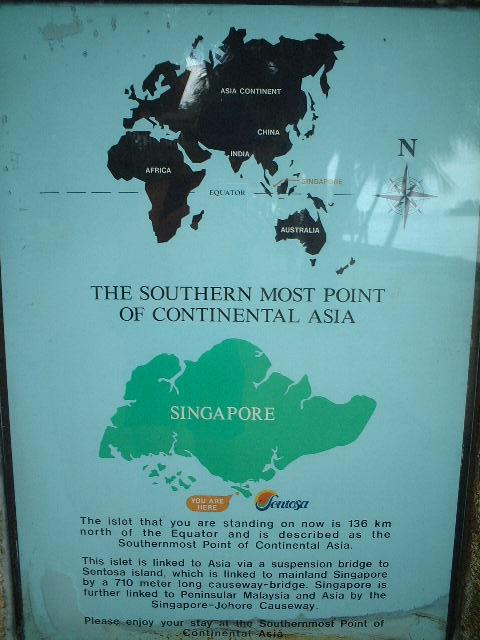 ASIA CONTINENT
CHINA
INDIA
AFRICA
N
SINGAPORE
EQUATOR
AUSTRALIA
THE SOUTHERN MOST POINT
OF CONTINENTAL ASIA
SINGAPORE
YOU ARE
HERE
Sentosa
The islet that you are standing on now is 136 km
north of the Equator and is described as the
Southernmost Point of Continental Asia.
This islet is linked to Asia via a suspension bridge to
Sentosa island, which is linked to mainland Singapore
by a 710 meter long causeway-bridge. Singapore is
further linked to Peninsular Malaysia and Asia by the
Singapore-Johore Causeway.
Please enjoy your stay at the Southernmost Point of
Continental Asia